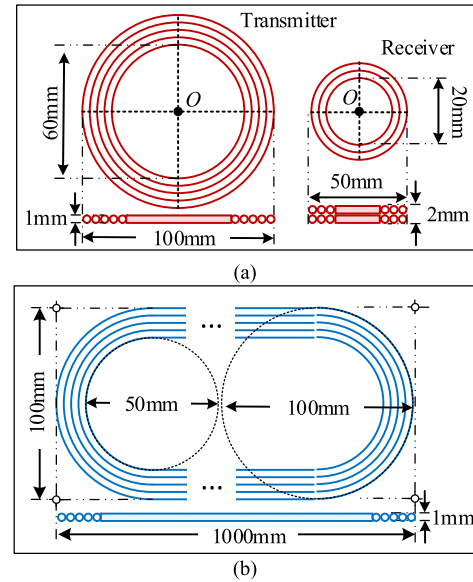 Transmitter
Receiver
O
O
60mm
20mm
50mm
1mm
2mm
100mm
(a)
...
100mm
50mm
100mm
...
1mm
1000mm
(b)